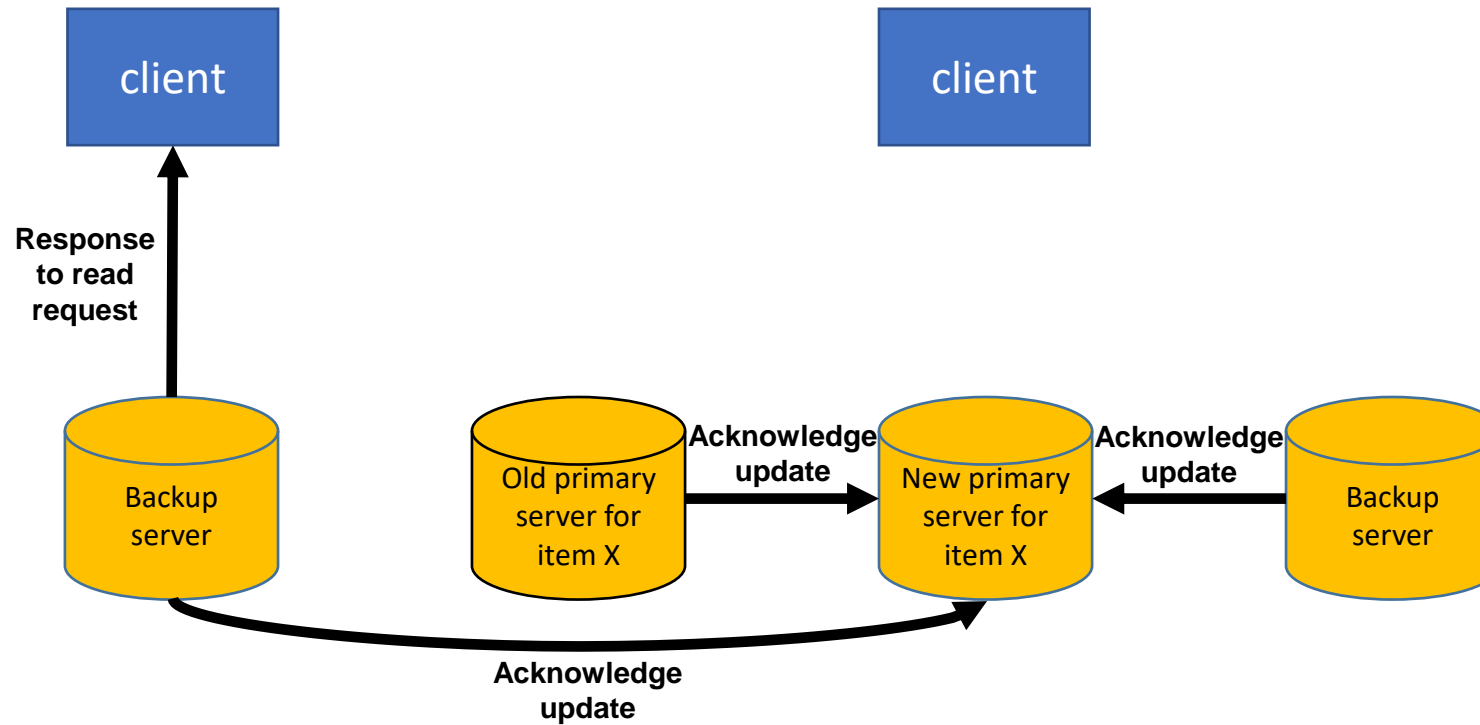 client
client
Response
to read
request
Acknowledge
update
Acknowledge
update
Backup
server
Old primary
server for
item X
New primary
server for
item X
Backup
server
Acknowledge
update